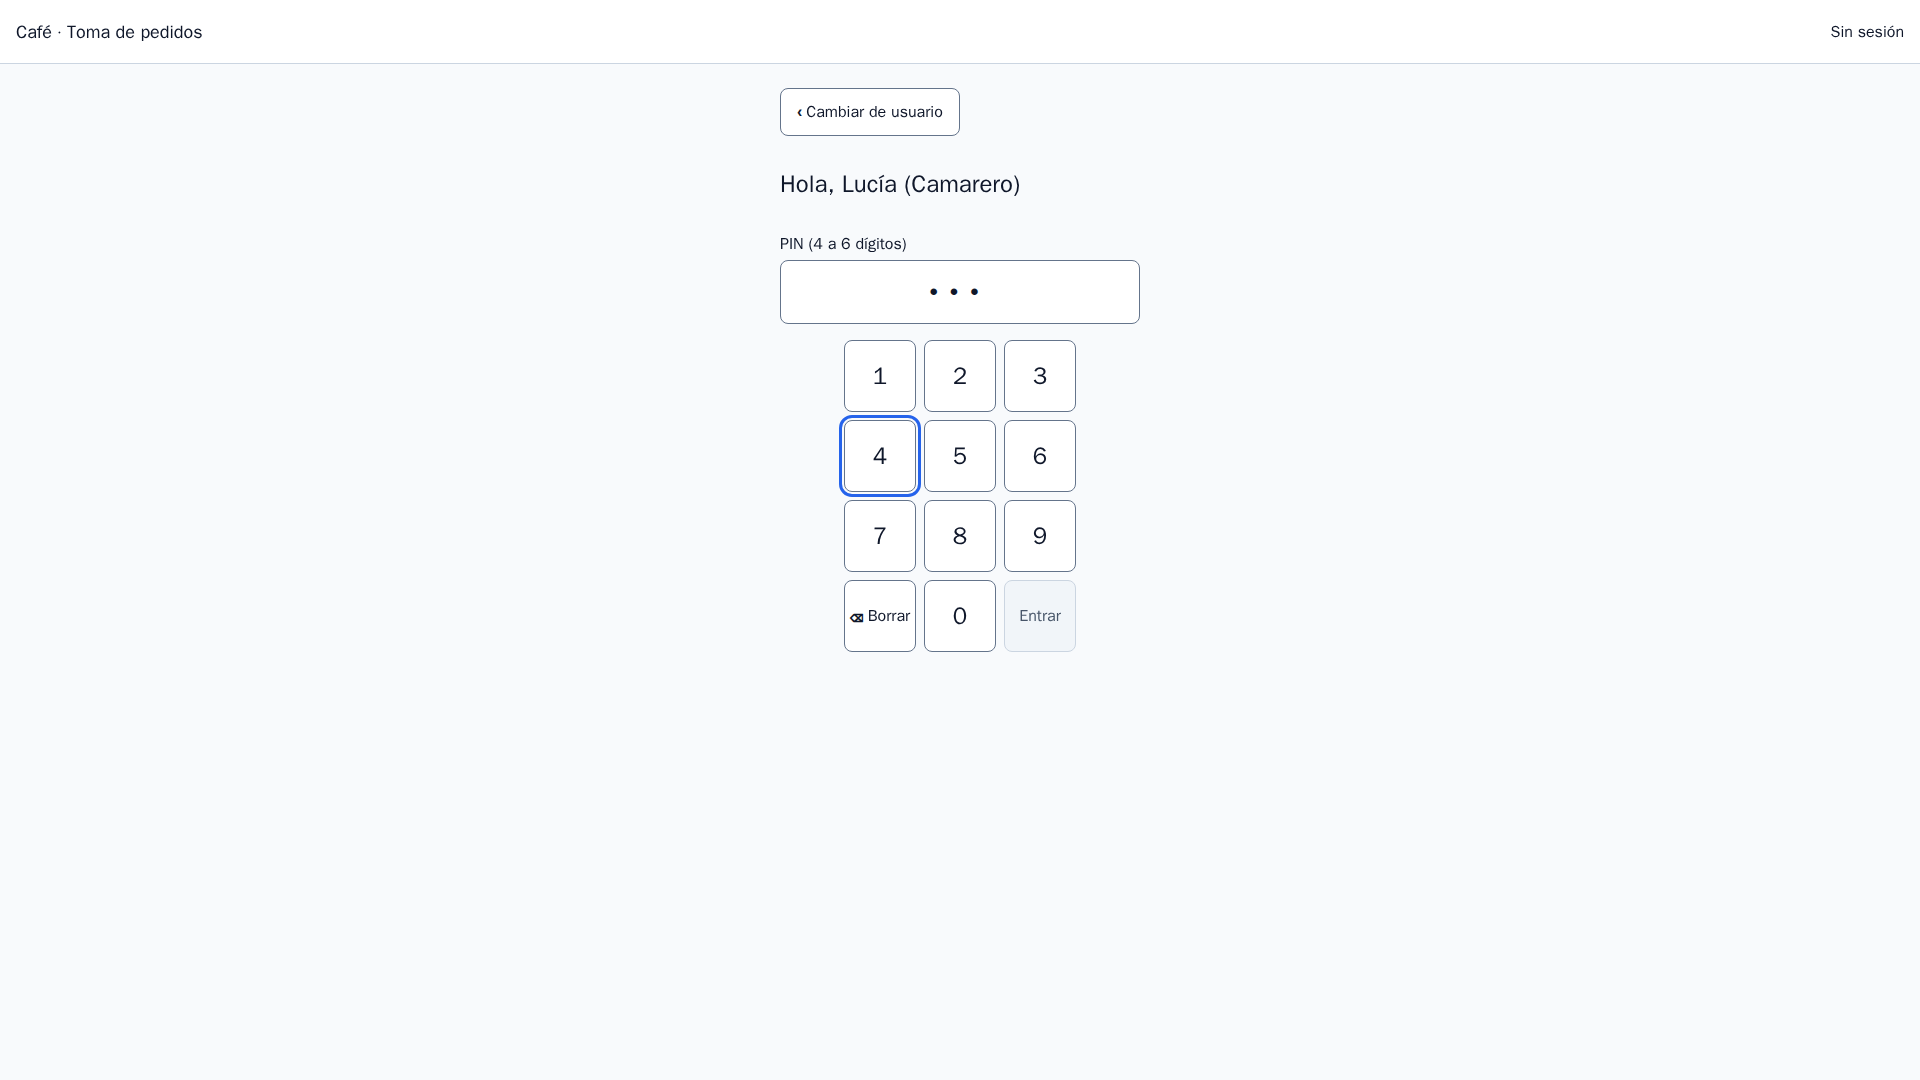 Café · Toma de pedidos
Sin sesión
‹ Cambiar de usuario
Hola, Lucía (Camarero)
PIN (4 a 6 dígitos)
•••
1 2 3
4 5 6
7 8 9
⌫ Borrar 0 Entrar